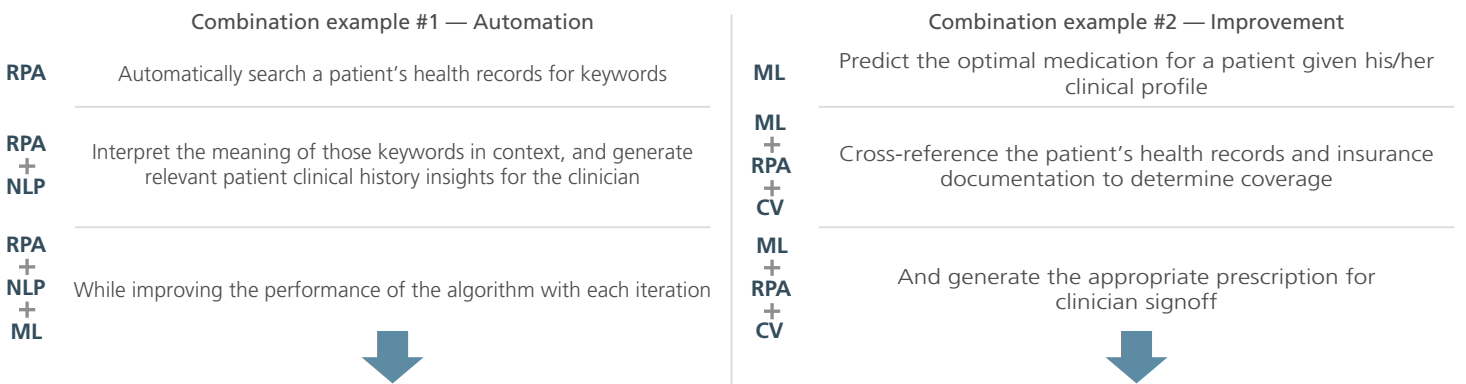 Combination example #1 — Automation
RPA
Automatically search a patient’s health records for keywords
RPA
+
NLP
Interpret the meaning of those keywords in context, and generate
relevant patient clinical history insights for the clinician
RPA
+
NLP
+
ML
While improving the performance of the algorithm with each iteration
Combination example #2 — Improvement
ML
Predict the optimal medication for a patient given his/her
clinical profile
ML
+
RPA
+
CV
Cross-reference the patient’s health records and insurance
documentation to determine coverage
ML
+
RPA
+
CV
And generate the appropriate prescription for
clinician signoff